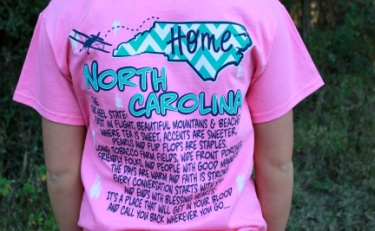 Home
NORTH
CAROLINA
THE
TAR HEEL STATE
FIRST IN FLIGHT, BEAUTIFUL MOUNTAINS & BEACHES
WHERE TEA IS SWEET, ACCENTS ARE SWEETER,
PEARLS AND FLIP FLOPS ARE STAPLES,
LONG TOBACCO FARM FIELDS, WIDE FRONT PORCHES
FRIENDLY FOLKS AND PEOPLE WITH GOOD MANNERS
THE DAYS ARE WARM AND FAITH IS STRONG
EVERY CONVERSATION STARTS WITH
AND ENDS WITH BLESSING
IT'S A PLACE THAT WILL GET IN YOUR BLOOD
AND CALL YOU BACK WHEREVER YOU GO...